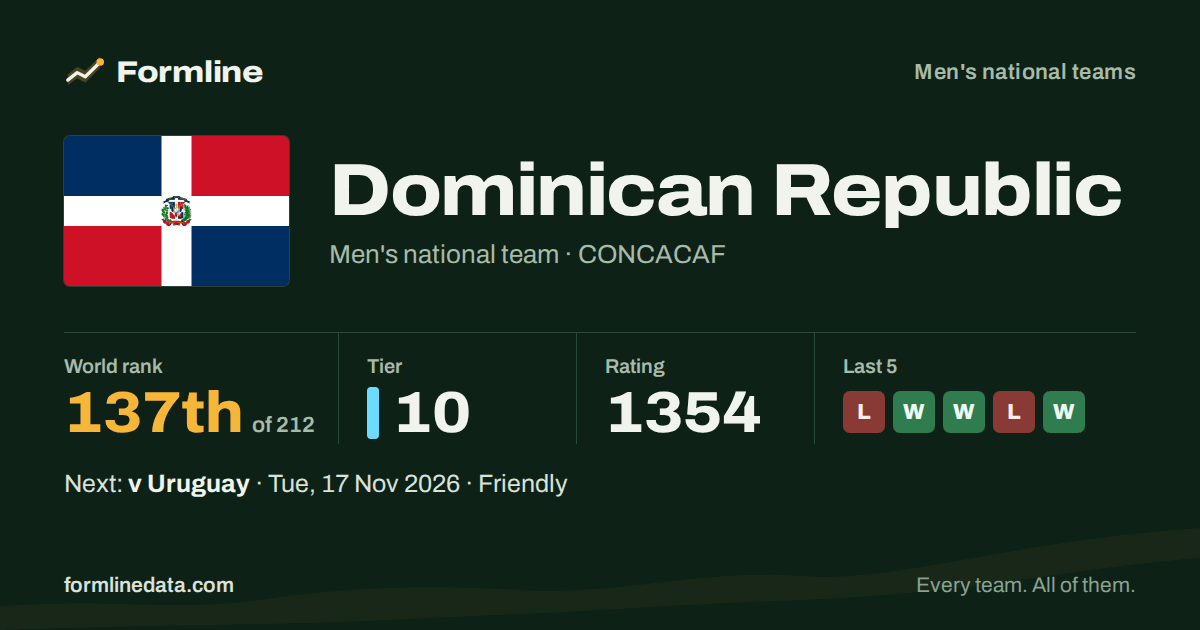 Formline
Men's national teams
Dominican Republic
Men's national team · CONCACAF
World rank
137th of 212
Tier
10
Rating
1354
Last 5
L W W L W
Next: v Uruguay · Tue, 17 Nov 2026 · Friendly
formlinedata.com
Every team. All of them.